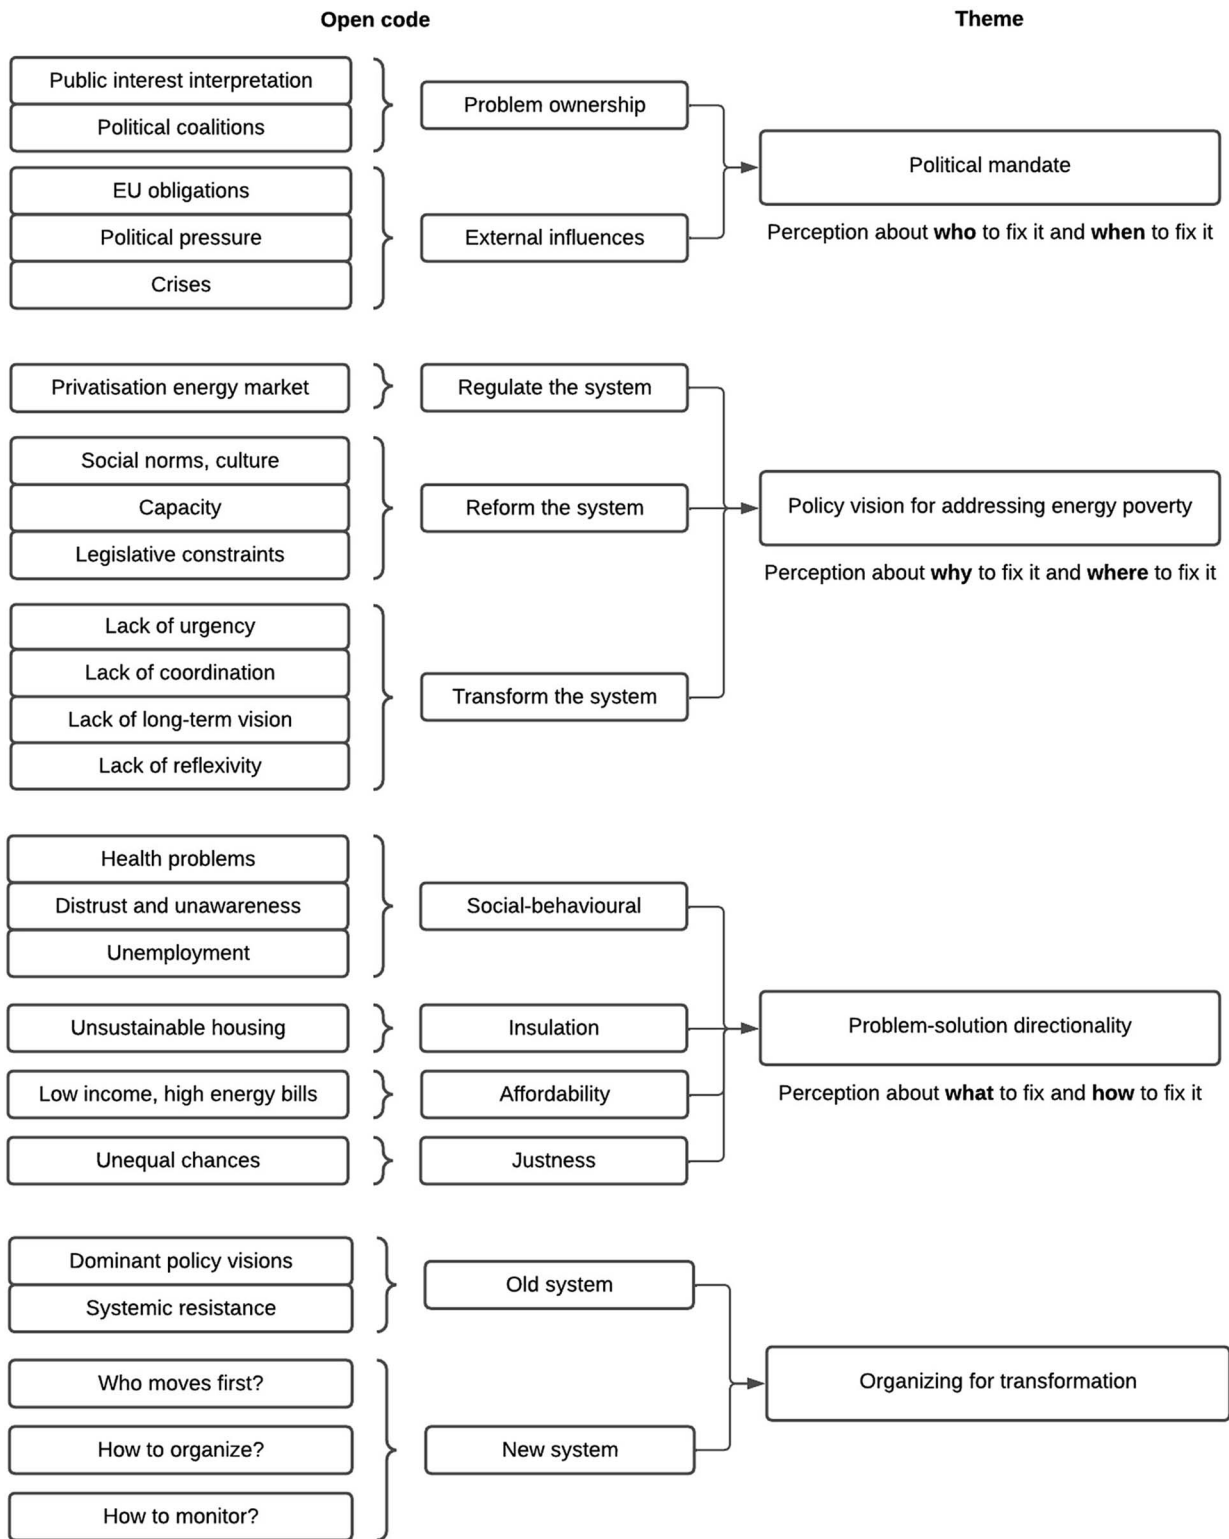 Open code
Theme
Public interest interpretation
Political coalitions
Problem ownership
EU obligations
Political pressure
Crises
External influences
Political mandate
Perception about who to fix it and when to fix it
Privatisation energy market
Regulate the system
Social norms, culture
Capacity
Legislative constraints
Reform the system
Lack of urgency
Lack of coordination
Lack of long-term vision
Lack of reflexivity
Transform the system
Policy vision for addressing energy poverty
Perception about why to fix it and where to fix it
Health problems
Distrust and unawareness
Unemployment
Social-behavioural
Unsustainable housing
Insulation
Low income, high energy bills
Affordability
Unequal chances
Justness
Problem-solution directionality
Perception about what to fix and how to fix it
Dominant policy visions
Systemic resistance
Old system
Who moves first?
How to organize?
How to monitor?
New system
Organizing for transformation